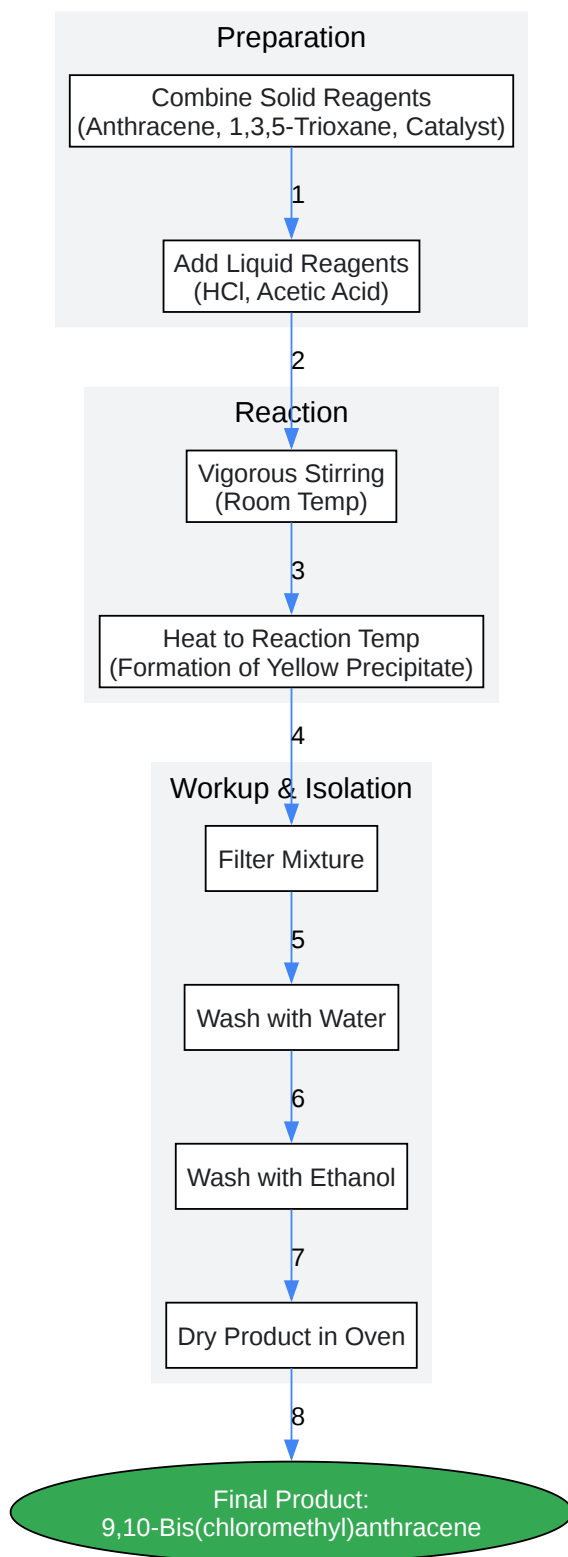 Preparation
Combine Solid Reagents
(Anthracene, 1,3,5-Trioxane, Catalyst)
1
Add Liquid Reagents
(HCl, Acetic Acid)
2
Reaction
Vigorous Stirring
(Room Temp)
3
Heat to Reaction Temp
(Formation of Yellow Precipitate)
4
Workup & Isolation
Filter Mixture
5
Wash with Water
6
Wash with Ethanol
7
Dry Product in Oven
8
Final Product:
9,10-Bis(chloromethyl)anthracene